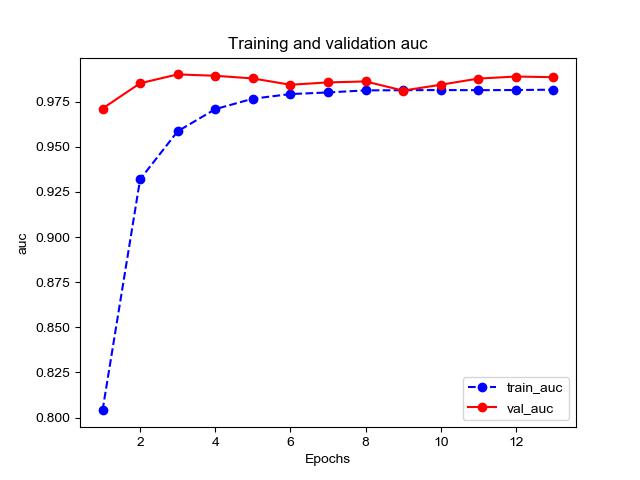 Training and validation auc
0.975
0.950
0.925
0.900
0.875
0.850
0.825
0.800
auc
2 4 6 8 10 12
Epochs
train_auc
val_auc